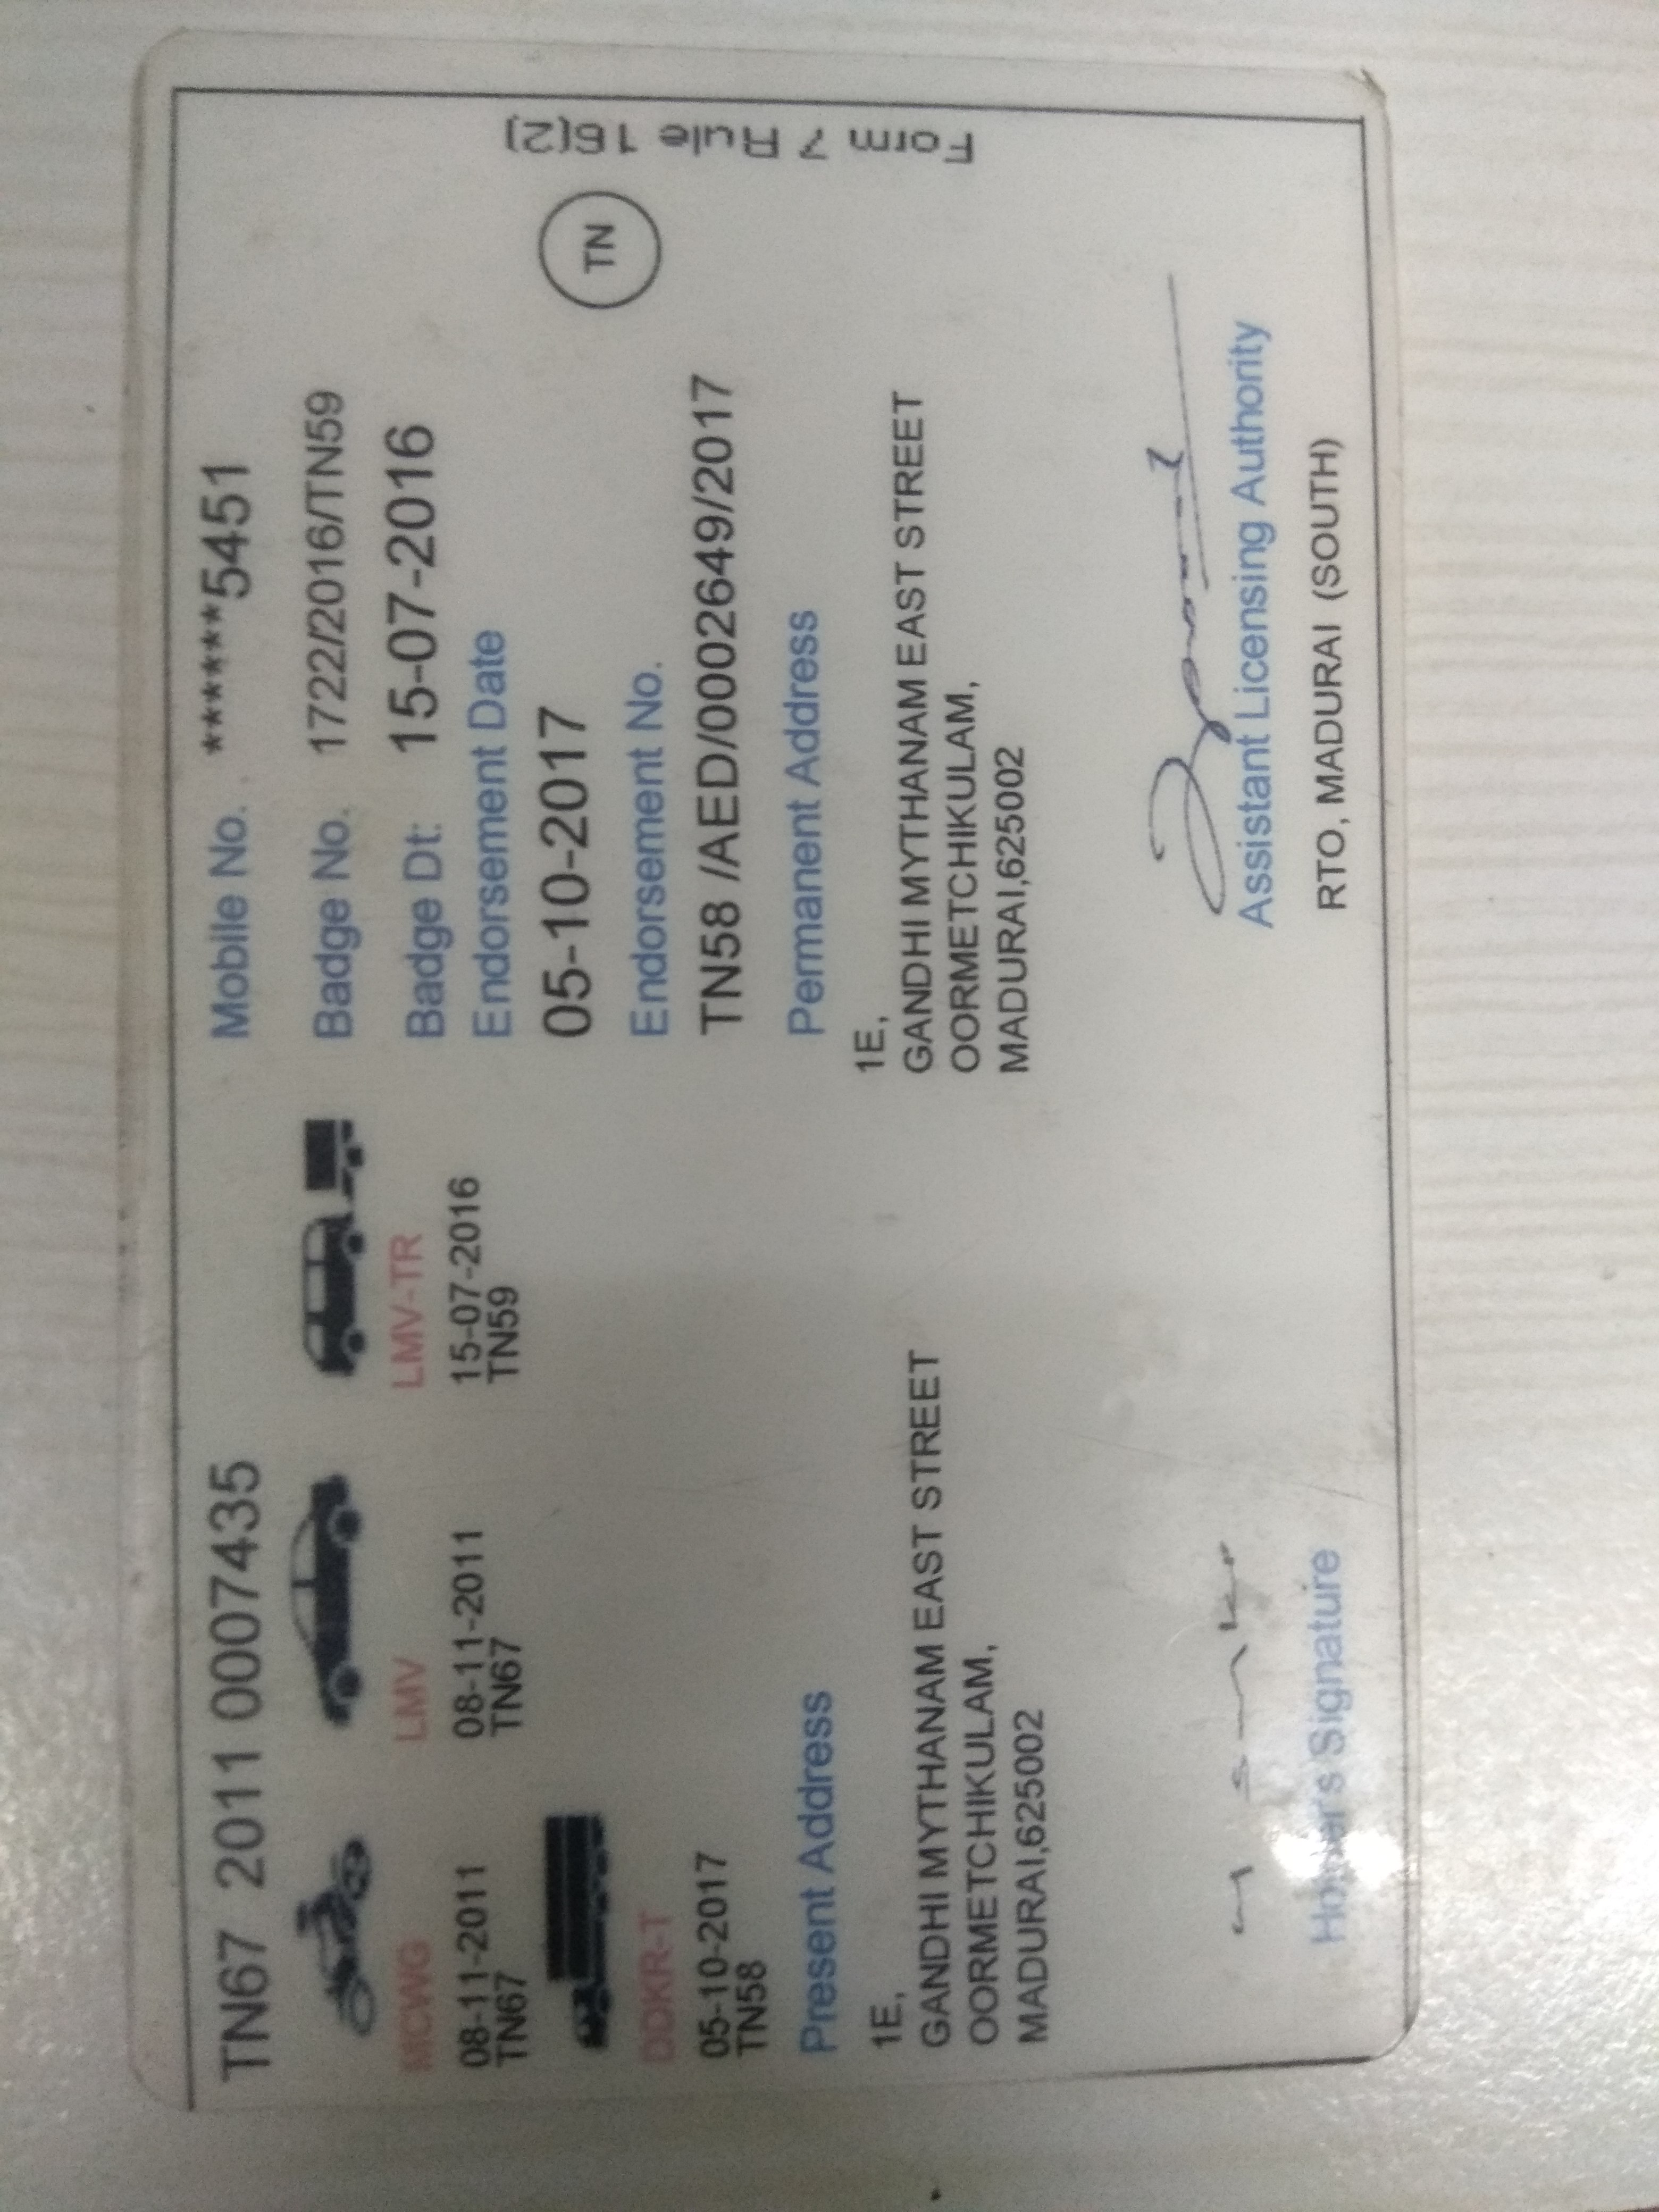 TN67 2011 0007435
MCWG
08-11-2011
TN67
LMV
08-11-2011
TN67
LMV-TR
15-07-2016
TN59
DDKR-T
05-10-2017
TN58
Mobile No. ******5451
Badge No. 1722/2016/TN59
Badge Dt: 15-07-2016
Endorsement Date
05-10-2017
Endorsement No.
TN58 /AED/0002649/2017
TN
Form 7 Rule 16(2)
Present Address
1E,
GANDHI MYTHANAM EAST STREET
OORMETCHIKULAM,
MADURAI,625002
Permanent Address
1E,
GANDHI MYTHANAM EAST STREET
OORMETCHIKULAM,
MADURAI,625002
Holder's Signature
Assistant Licensing Authority
RTO, MADURAI (SOUTH)